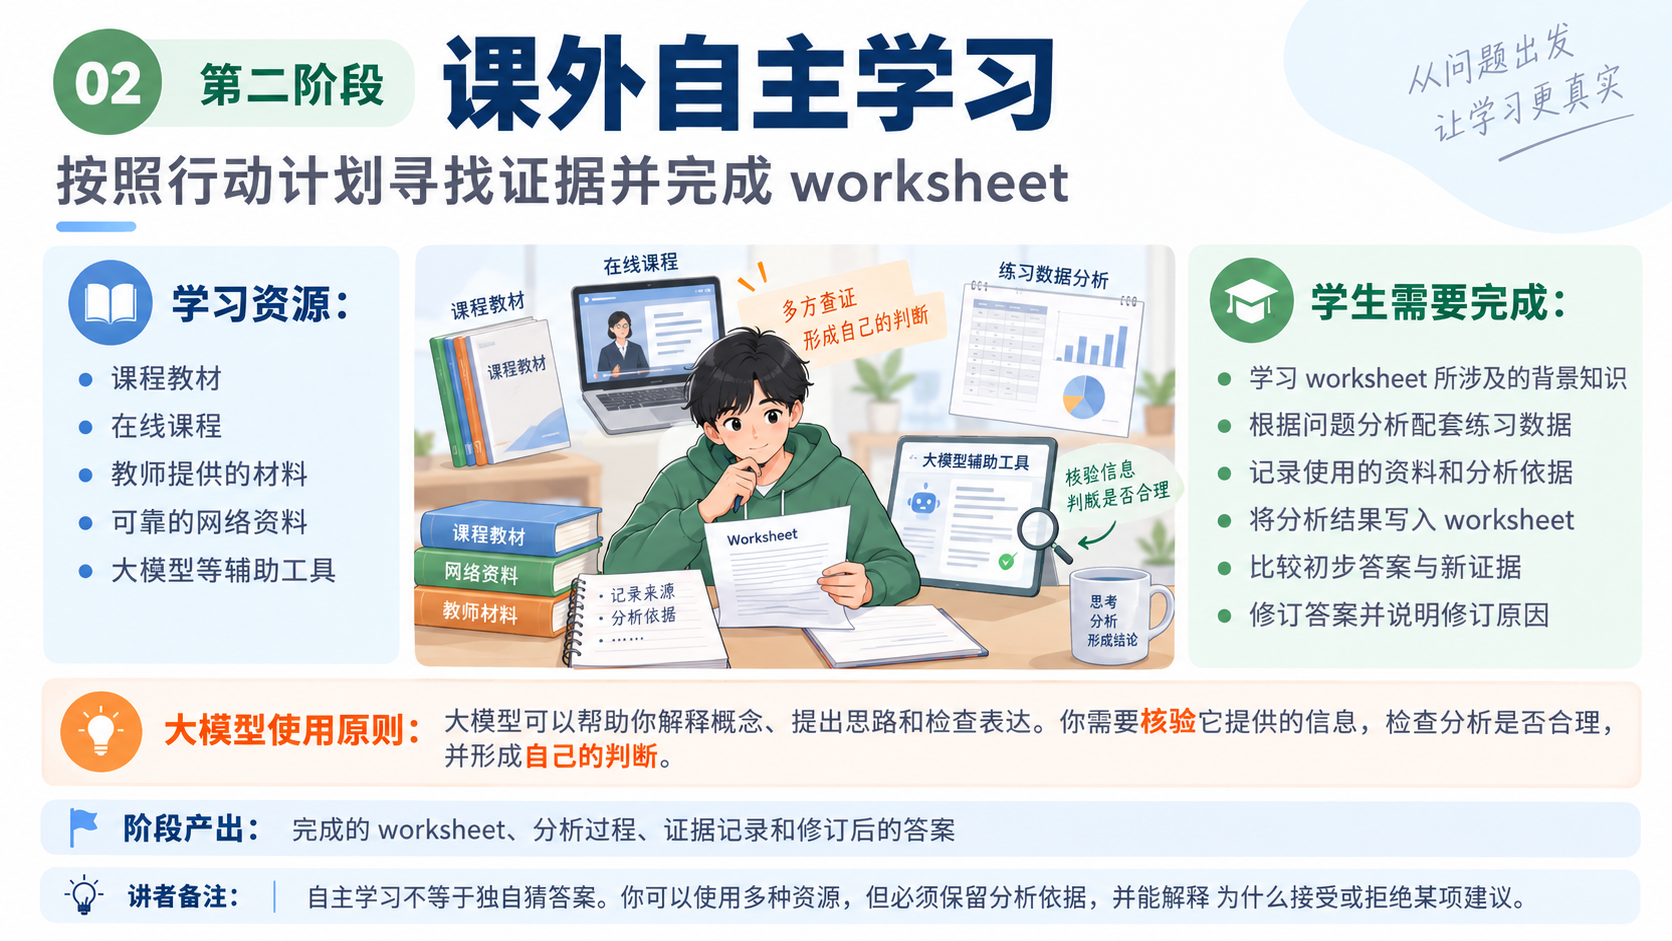 02
第二阶段
课外自主学习
从问题出发
让学习更真实
按照行动计划寻找证据并完成 worksheet
学习资源：
课程教材
在线课程
教师提供的材料
可靠的网络资料
大模型等辅助工具
课程教材
课程教材
在线课程
多方查证
形成自己的判断
练习数据分析
大模型辅助工具
核验信息
判断是否合理
课程教材
网络资料
教师材料
• 记录来源
• 分析依据
• ……
Worksheet
思考
分析
形成结论
学生需要完成：
学习 worksheet 所涉及的背景知识
根据问题分析配套练习数据
记录使用的资料和分析依据
将分析结果写入 worksheet
比较初步答案与新证据
修订答案并说明修订原因
大模型使用原则：
大模型可以帮助你解释概念、提出思路和检查表达。你需要核验它提供的信息，检查分析是否合理，
并形成自己的判断。
阶段产出：
完成的 worksheet、分析过程、证据记录和修订后的答案
讲者备注：
自主学习不等于独自猜答案。你可以使用多种资源，但必须保留分析依据，并能解释 为什么接受或拒绝某项建议。